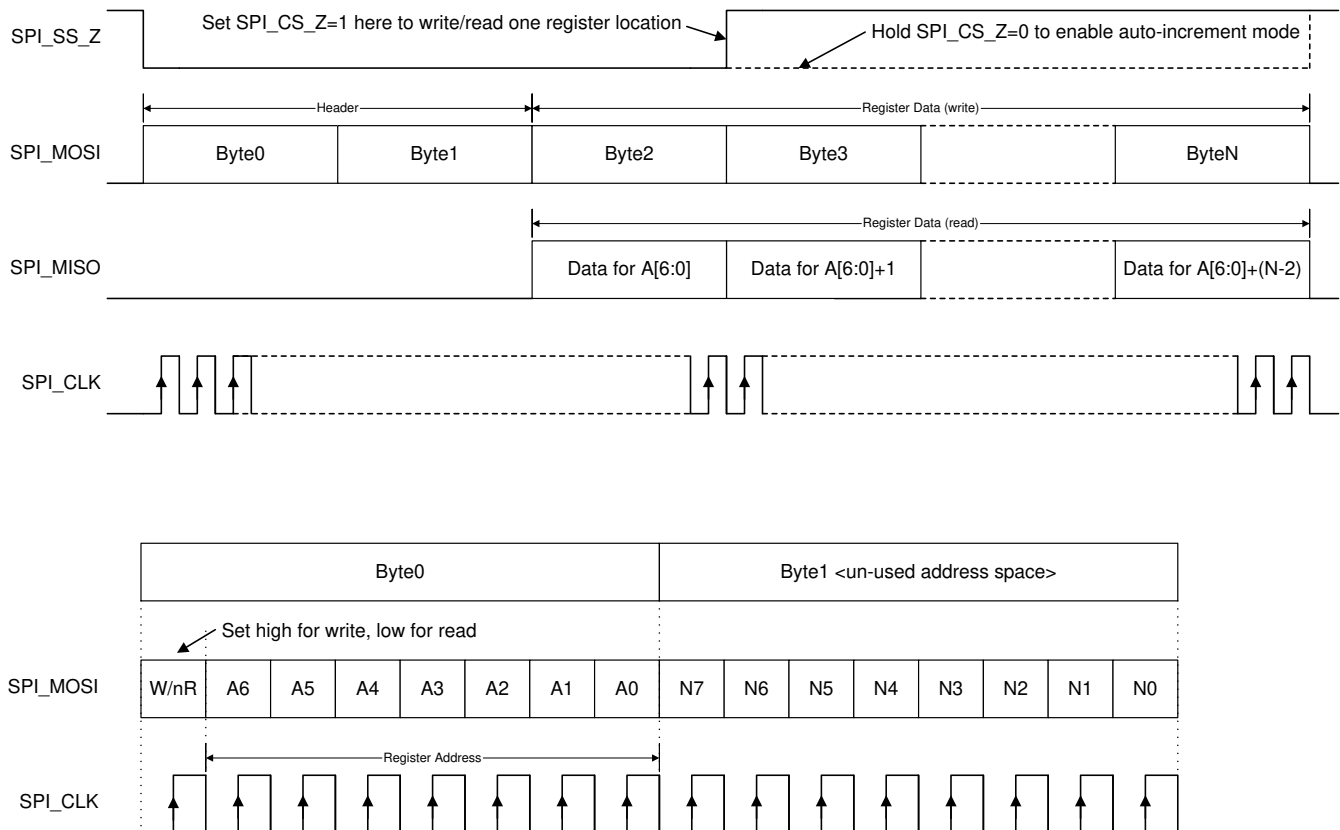 SPI_SS_Z
Set SPI_CS_Z=1 here to write/read one register location
Hold SPI_CS_Z=0 to enable auto-increment mode
Header
Register Data (write)
SPI_MOSI
Byte0
Byte1
Byte2
Byte3
ByteN
Register Data (read)
SPI_MISO
Data for A[6:0]
Data for A[6:0]+1
Data for A[6:0]+(N-2)
SPI_CLK
Byte0
Byte1 <un-used address space>
Set high for write, low for read
SPI_MOSI
W/nR
A6
A5
A4
A3
A2
A1
A0
N7
N6
N5
N4
N3
N2
N1
N0
Register Address
SPI_CLK